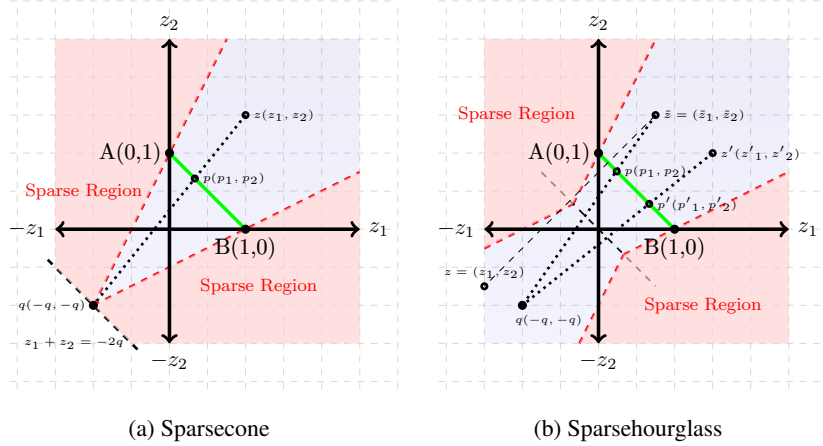 z₂
z(z₁, z₂)
A(0,1)
p(p₁, p₂)
Sparse Region
−z₁
z₁
B(1,0)
Sparse Region
q(−q, −q)
z₁ + z₂ = −2q
−z₂
(a) Sparsecone
z₂
Sparse Region
z̄ = (z̄₁, z̄₂)
A(0,1)
z'(z'₁, z'₂)
p(p₁, p₂)
p'(p'₁, p'₂)
−z₁
z₁
B(1,0)
z = (z₁, z₂)
Sparse Region
q(−q, −q)
−z₂
(b) Sparsehourglass